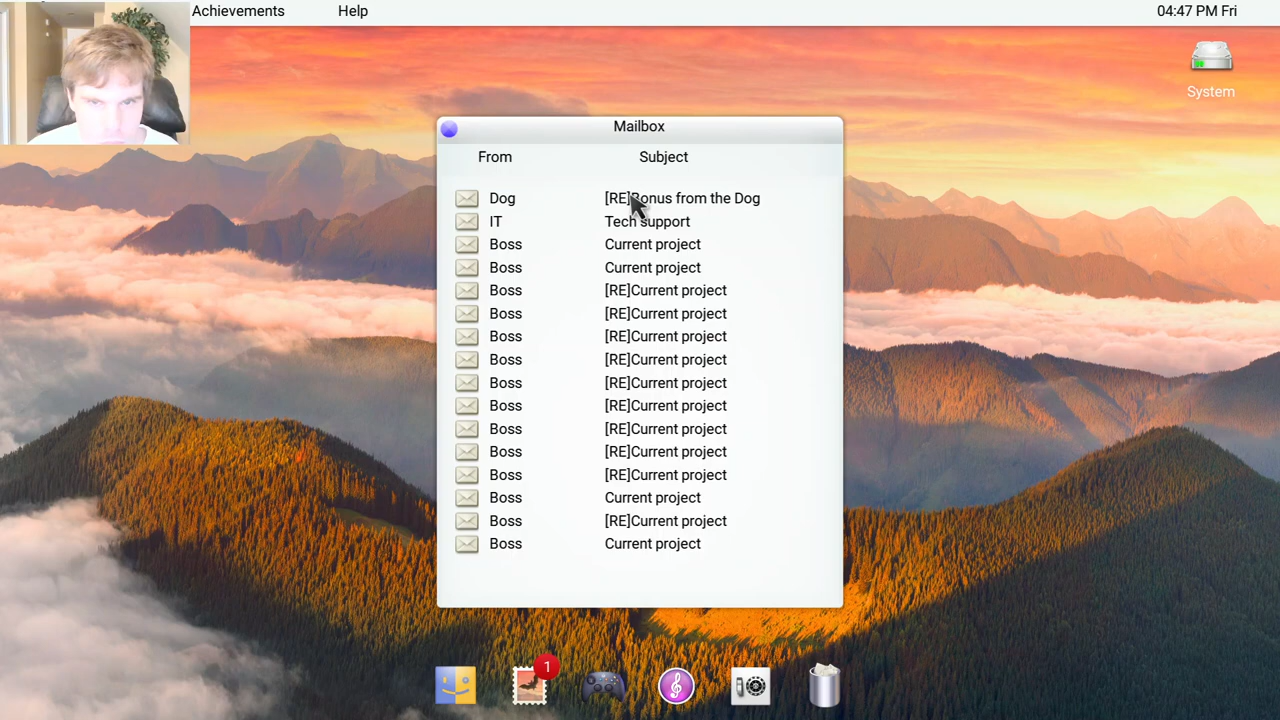 Achievements Help 04:47 PM Fri
System
Mailbox
From Subject
Dog [RE]Bonus from the Dog
IT Tech support
Boss Current project
Boss Current project
Boss [RE]Current project
Boss [RE]Current project
Boss [RE]Current project
Boss [RE]Current project
Boss [RE]Current project
Boss [RE]Current project
Boss [RE]Current project
Boss [RE]Current project
Boss [RE]Current project
Boss Current project
Boss [RE]Current project
Boss Current project
1